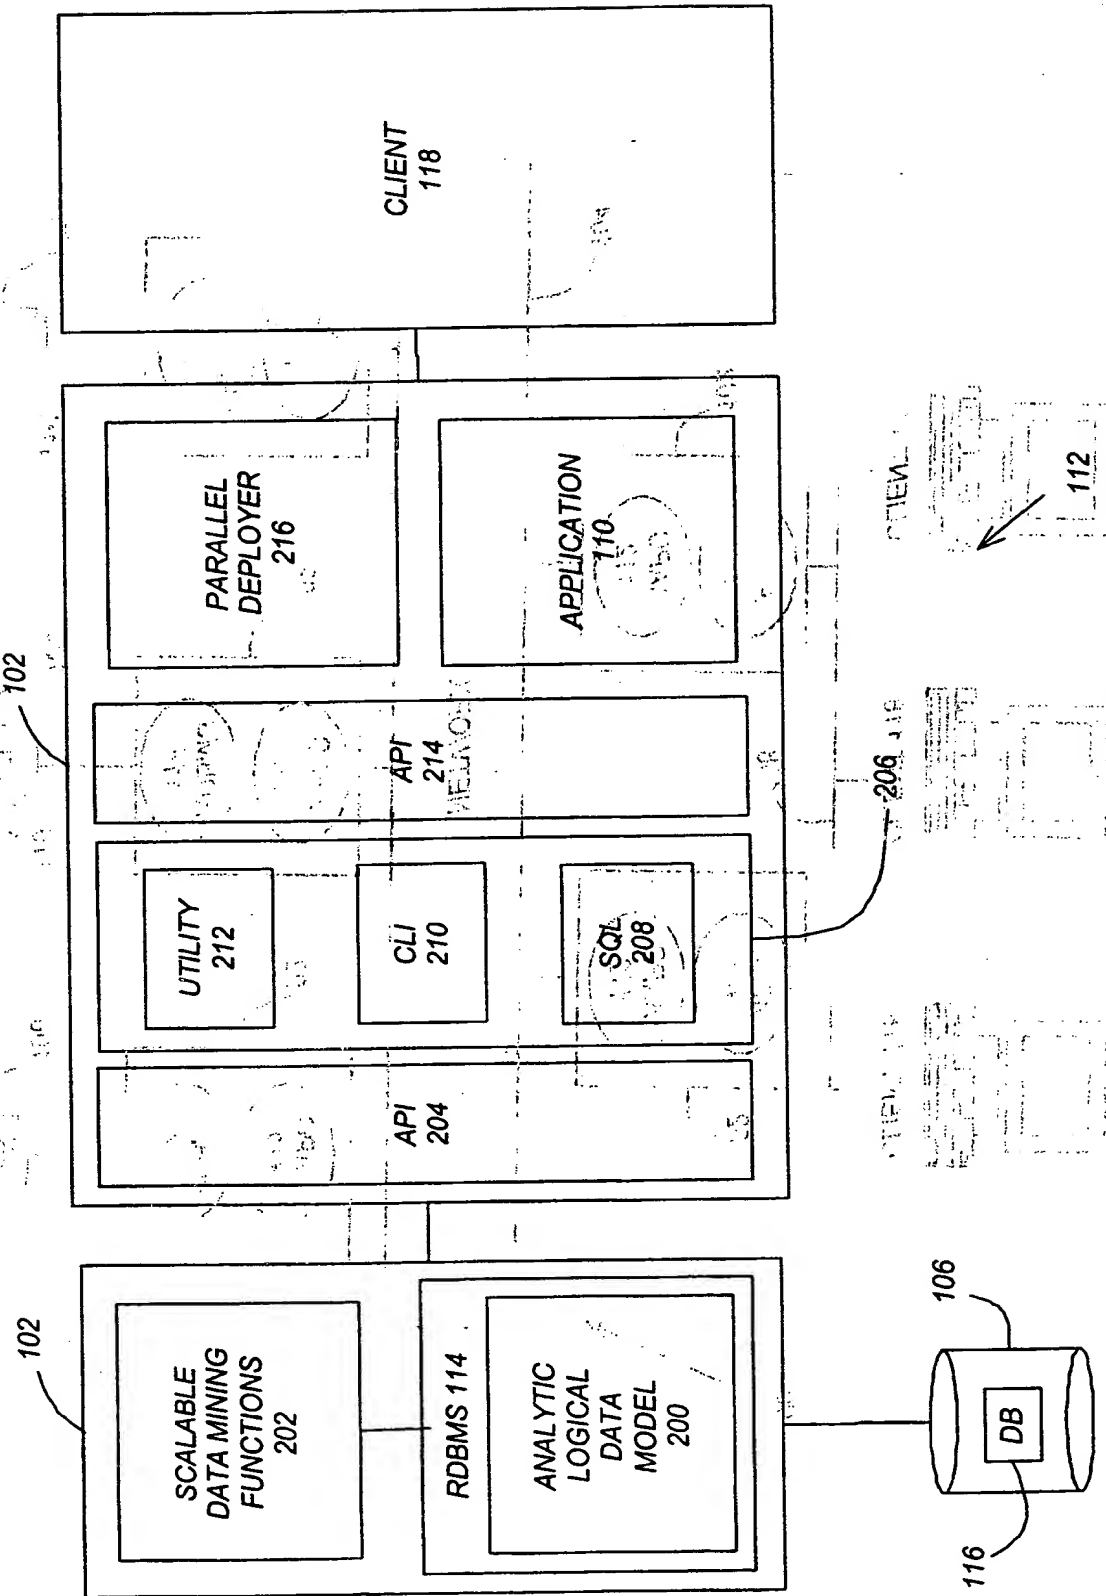 102
SCALABLE
DATA MINING
FUNCTIONS
202
RDBMS 114
ANALYTIC
LOGICAL
DATA
MODEL
200
116
DB
106
102
API
204
UTILITY
212
CLI
210
SQL
208
206
API
214
PARALLEL
DEPLOYER
216
APPLICATION
110
CLIENT
118
112